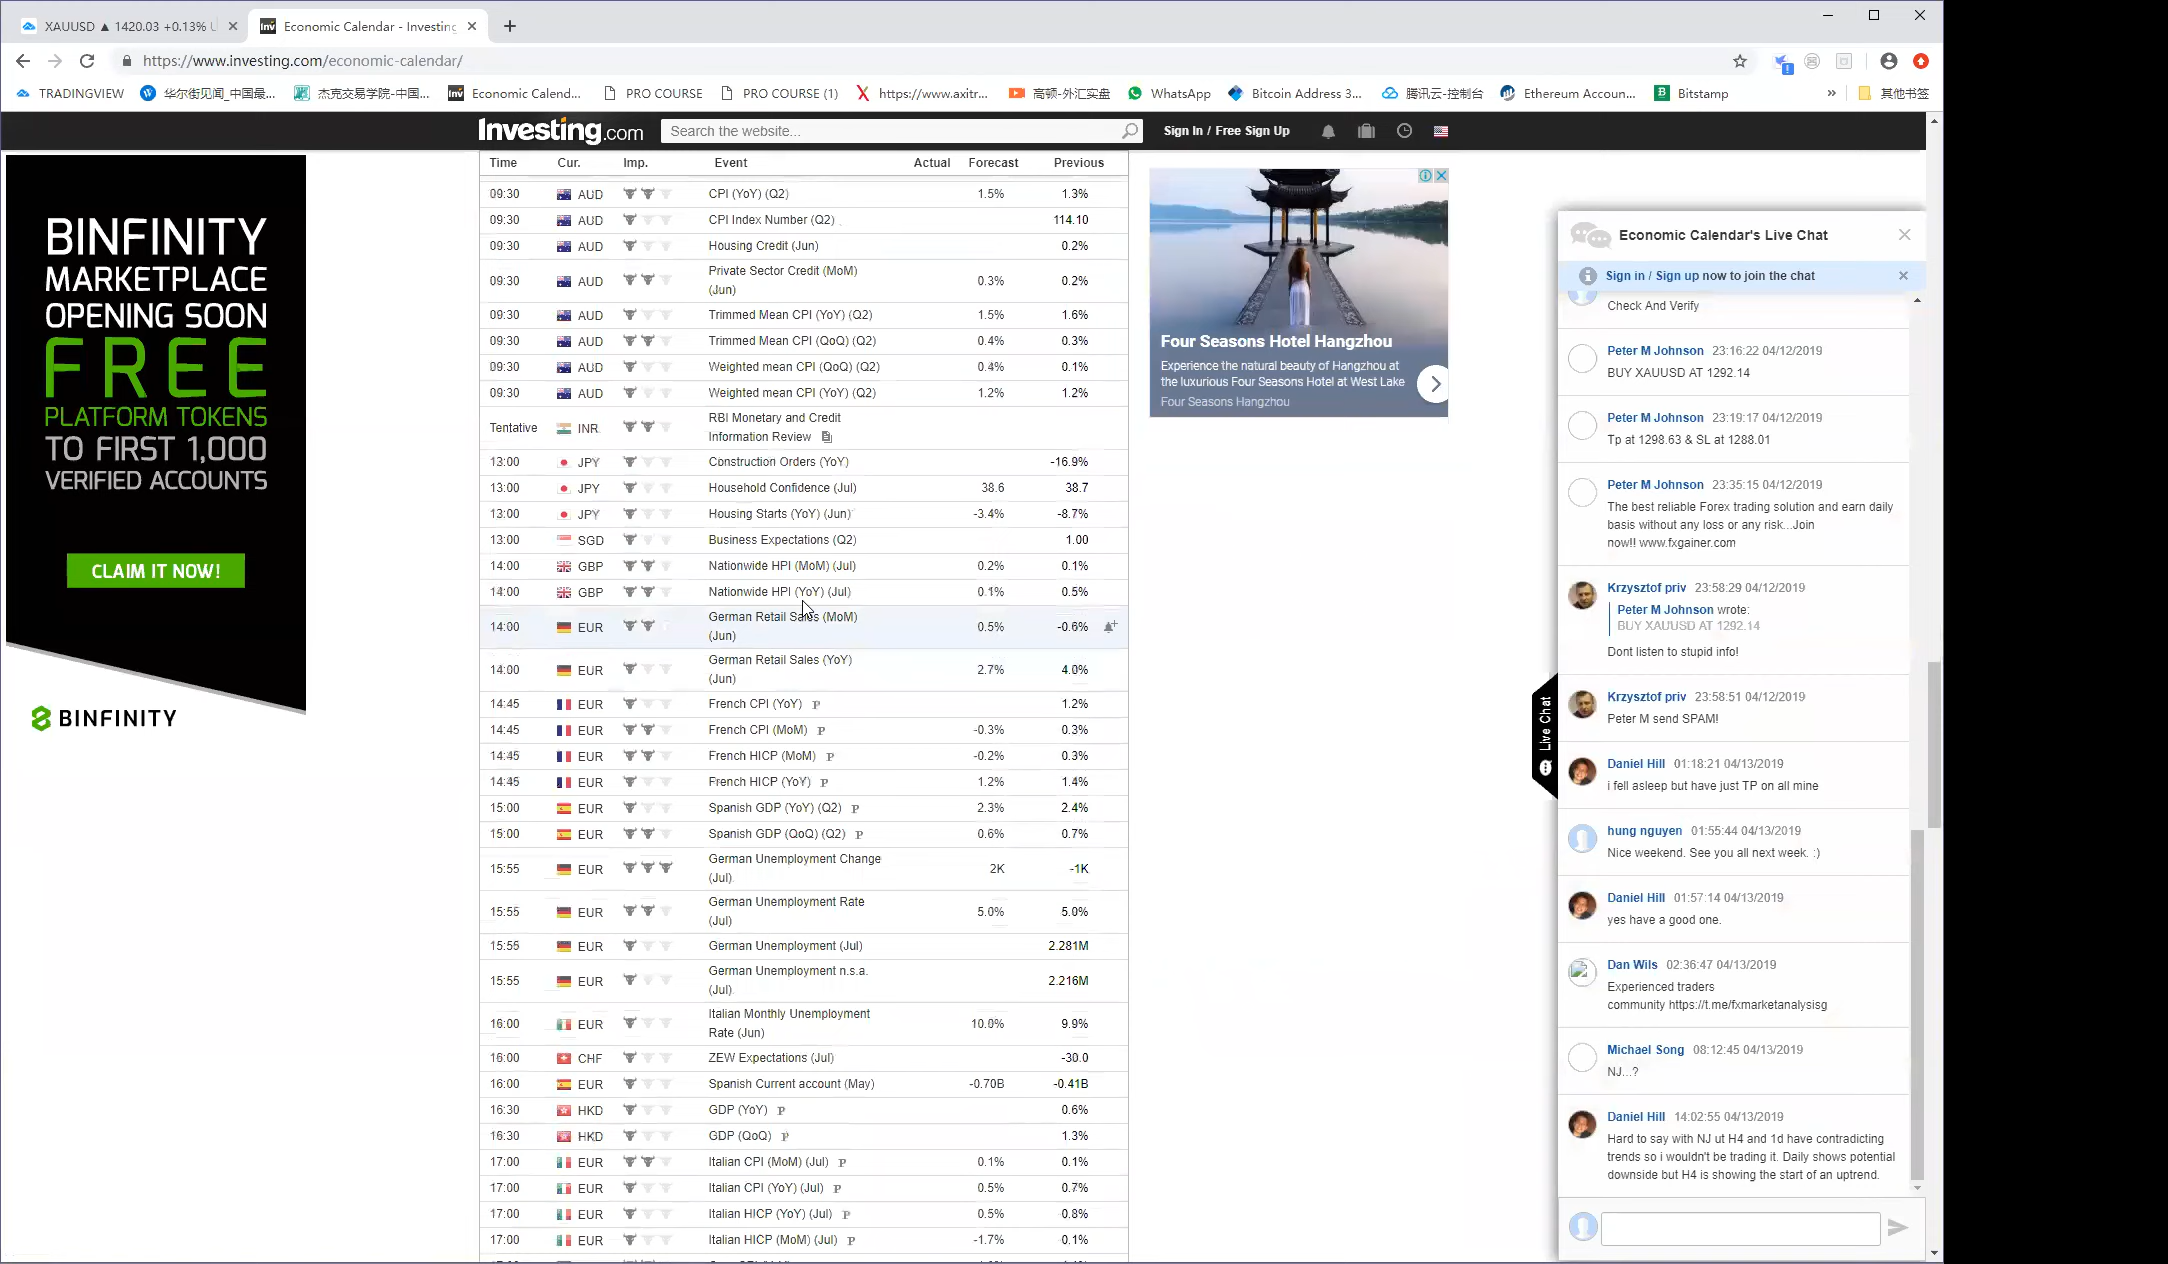 XAUUSD ▲ 1420.03 +0.13%
Economic Calendar - Investing
https://www.investing.com/economic-calendar/
TRADINGVIEW
华尔街见闻_中国最...
杰克交易学院-中国...
Economic Calend...
PRO COURSE
PRO COURSE (1)
https://www.axitr...
高顿-外汇实盘
WhatsApp
Bitcoin Address 3...
腾讯云-控制台
Ethereum Accoun...
Bitstamp
»
其他书签
Investing.com
Search the website...
Sign In / Free Sign Up
BINFINITY
MARKETPLACE
OPENING SOON
FREE
PLATFORM TOKENS
TO FIRST 1,000
VERIFIED ACCOUNTS
CLAIM IT NOW!
BINFINITY
Time Cur. Imp. Event Actual Forecast Previous
09:30 AUD CPI (YoY) (Q2) 1.5% 1.3%
09:30 AUD CPI Index Number (Q2) 114.10
09:30 AUD Housing Credit (Jun) 0.2%
09:30 AUD Private Sector Credit (MoM) (Jun) 0.3% 0.2%
09:30 AUD Trimmed Mean CPI (YoY) (Q2) 1.5% 1.6%
09:30 AUD Trimmed Mean CPI (QoQ) (Q2) 0.4% 0.3%
09:30 AUD Weighted mean CPI (QoQ) (Q2) 0.4% 0.1%
09:30 AUD Weighted mean CPI (YoY) (Q2) 1.2% 1.2%
Tentative INR RBI Monetary and Credit Information Review
13:00 JPY Construction Orders (YoY) -16.9%
13:00 JPY Household Confidence (Jul) 38.6 38.7
13:00 JPY Housing Starts (YoY) (Jun) -3.4% -8.7%
13:00 SGD Business Expectations (Q2) 1.00
14:00 GBP Nationwide HPI (MoM) (Jul) 0.2% 0.1%
14:00 GBP Nationwide HPI (YoY) (Jul) 0.1% 0.5%
14:00 EUR German Retail Sales (MoM) (Jun) 0.5% -0.6%
14:00 EUR German Retail Sales (YoY) (Jun) 2.7% 4.0%
14:45 EUR French CPI (YoY) P 1.2%
14:45 EUR French CPI (MoM) P -0.3% 0.3%
14:45 EUR French HICP (MoM) P -0.2% 0.3%
14:45 EUR French HICP (YoY) P 1.2% 1.4%
15:00 EUR Spanish GDP (YoY) (Q2) P 2.3% 2.4%
15:00 EUR Spanish GDP (QoQ) (Q2) P 0.6% 0.7%
15:55 EUR German Unemployment Change (Jul) 2K -1K
15:55 EUR German Unemployment Rate (Jul) 5.0% 5.0%
15:55 EUR German Unemployment (Jul) 2.281M
15:55 EUR German Unemployment n.s.a. (Jul) 2.216M
16:00 EUR Italian Monthly Unemployment Rate (Jun) 10.0% 9.9%
16:00 CHF ZEW Expectations (Jul) -30.0
16:00 EUR Spanish Current account (May) -0.70B -0.41B
16:30 HKD GDP (YoY) P 0.6%
16:30 HKD GDP (QoQ) P 1.3%
17:00 EUR Italian CPI (MoM) (Jul) P 0.1% 0.1%
17:00 EUR Italian CPI (YoY) (Jul) P 0.5% 0.7%
17:00 EUR Italian HICP (YoY) (Jul) P 0.5% 0.8%
17:00 EUR Italian HICP (MoM) (Jul) P -1.7% 0.1%
Four Seasons Hotel Hangzhou
Experience the natural beauty of Hangzhou at
the luxurious Four Seasons Hotel at West Lake
Four Seasons Hangzhou
Live Chat
Economic Calendar's Live Chat
Sign in / Sign up now to join the chat
Check And Verify
Peter M Johnson 23:16:22 04/12/2019
BUY XAUUSD AT 1292.14
Peter M Johnson 23:19:17 04/12/2019
Tp at 1298.63 & SL at 1288.01
Peter M Johnson 23:35:15 04/12/2019
The best reliable Forex trading solution and earn daily
basis without any loss or any risk...Join
now!! www.fxgainer.com
Krzysztof priv 23:58:29 04/12/2019
Peter M Johnson wrote:
BUY XAUUSD AT 1292.14
Dont listen to stupid info!
Krzysztof priv 23:58:51 04/12/2019
Peter M send SPAM!
Daniel Hill 01:18:21 04/13/2019
i fell asleep but have just TP on all mine
hung nguyen 01:55:44 04/13/2019
Nice weekend. See you all next week. :)
Daniel Hill 01:57:14 04/13/2019
yes have a good one.
Dan Wils 02:36:47 04/13/2019
Experienced traders
community https://t.me/fxmarketanalysisg
Michael Song 08:12:45 04/13/2019
NJ...?
Daniel Hill 14:02:55 04/13/2019
Hard to say with NJ ut H4 and 1d have contradicting
trends so i wouldn't be trading it. Daily shows potential
downside but H4 is showing the start of an uptrend.